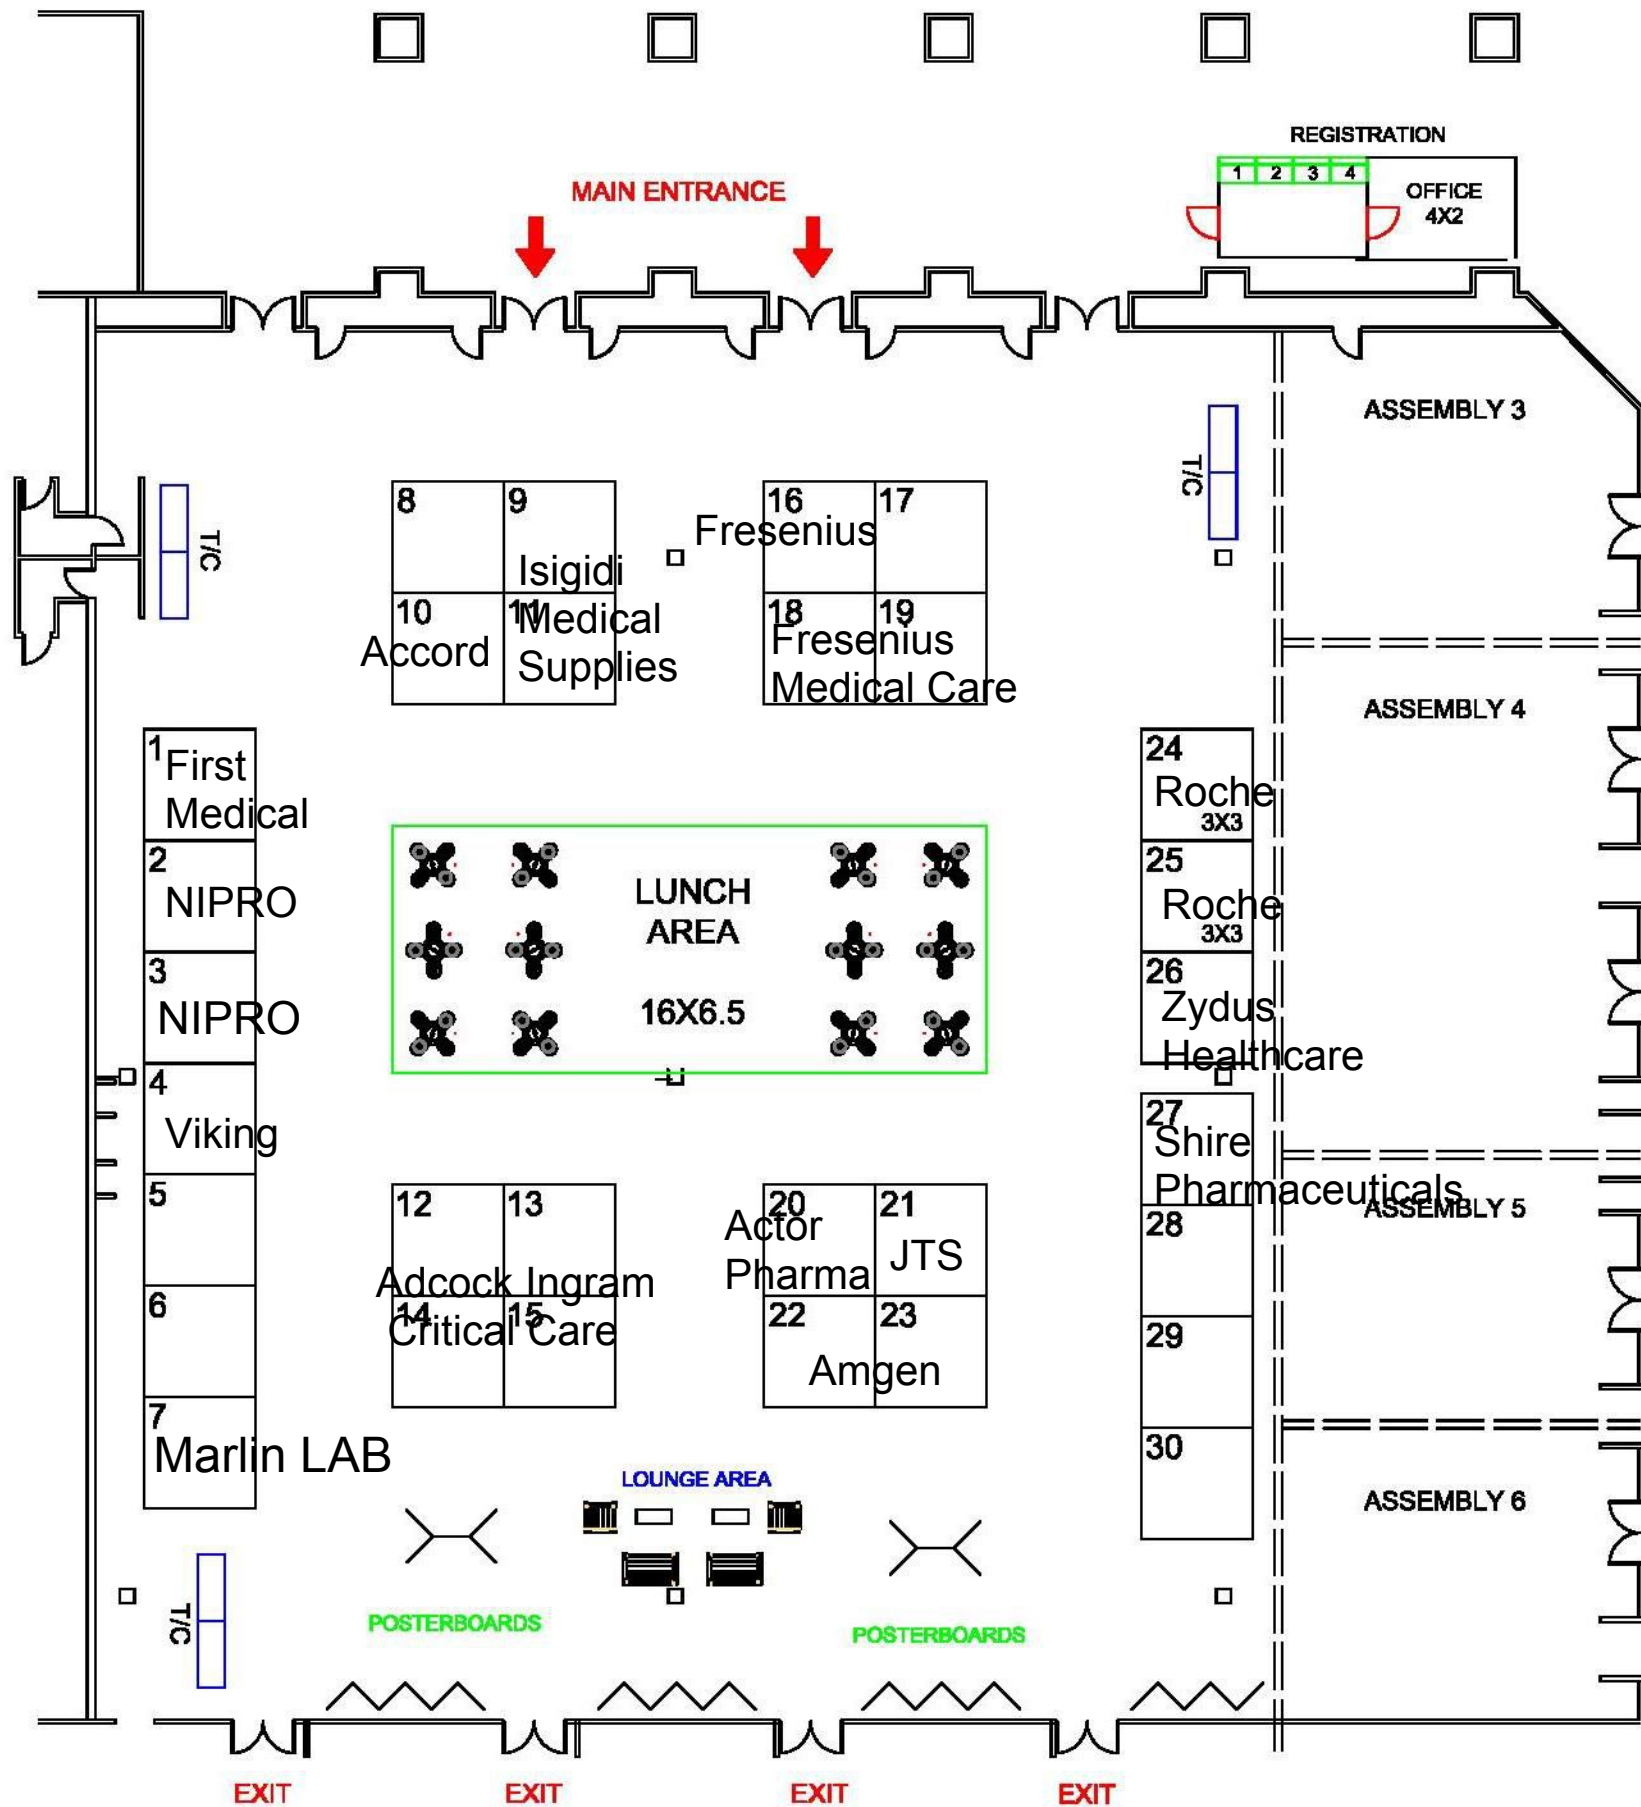 REGISTRATION
1 2 3 4
OFFICE
4X2
MAIN ENTRANCE
ASSEMBLY 3
T/C
T/C
8 9
16 17
Fresenius
Isigidi
Medical
Supplies
10 11
Accord
18 19
Fresenius
Medical Care
ASSEMBLY 4
1
First
Medical
24
Roche
3X3
2
NIPRO
LUNCH
AREA
16X6.5
25
Roche
3X3
3
NIPRO
26
Zydus
Healthcare
4
Viking
27
Shire
Pharmaceuticals
ASSEMBLY 5
5
12 13
Adcock Ingram
Critical Care
14 15
20
Actor
Pharma
21
JTS
28
6
22 23
Amgen
29
7
Marlin LAB
30
LOUNGE AREA
ASSEMBLY 6
T/C
POSTERBOARDS
POSTERBOARDS
EXIT EXIT EXIT EXIT